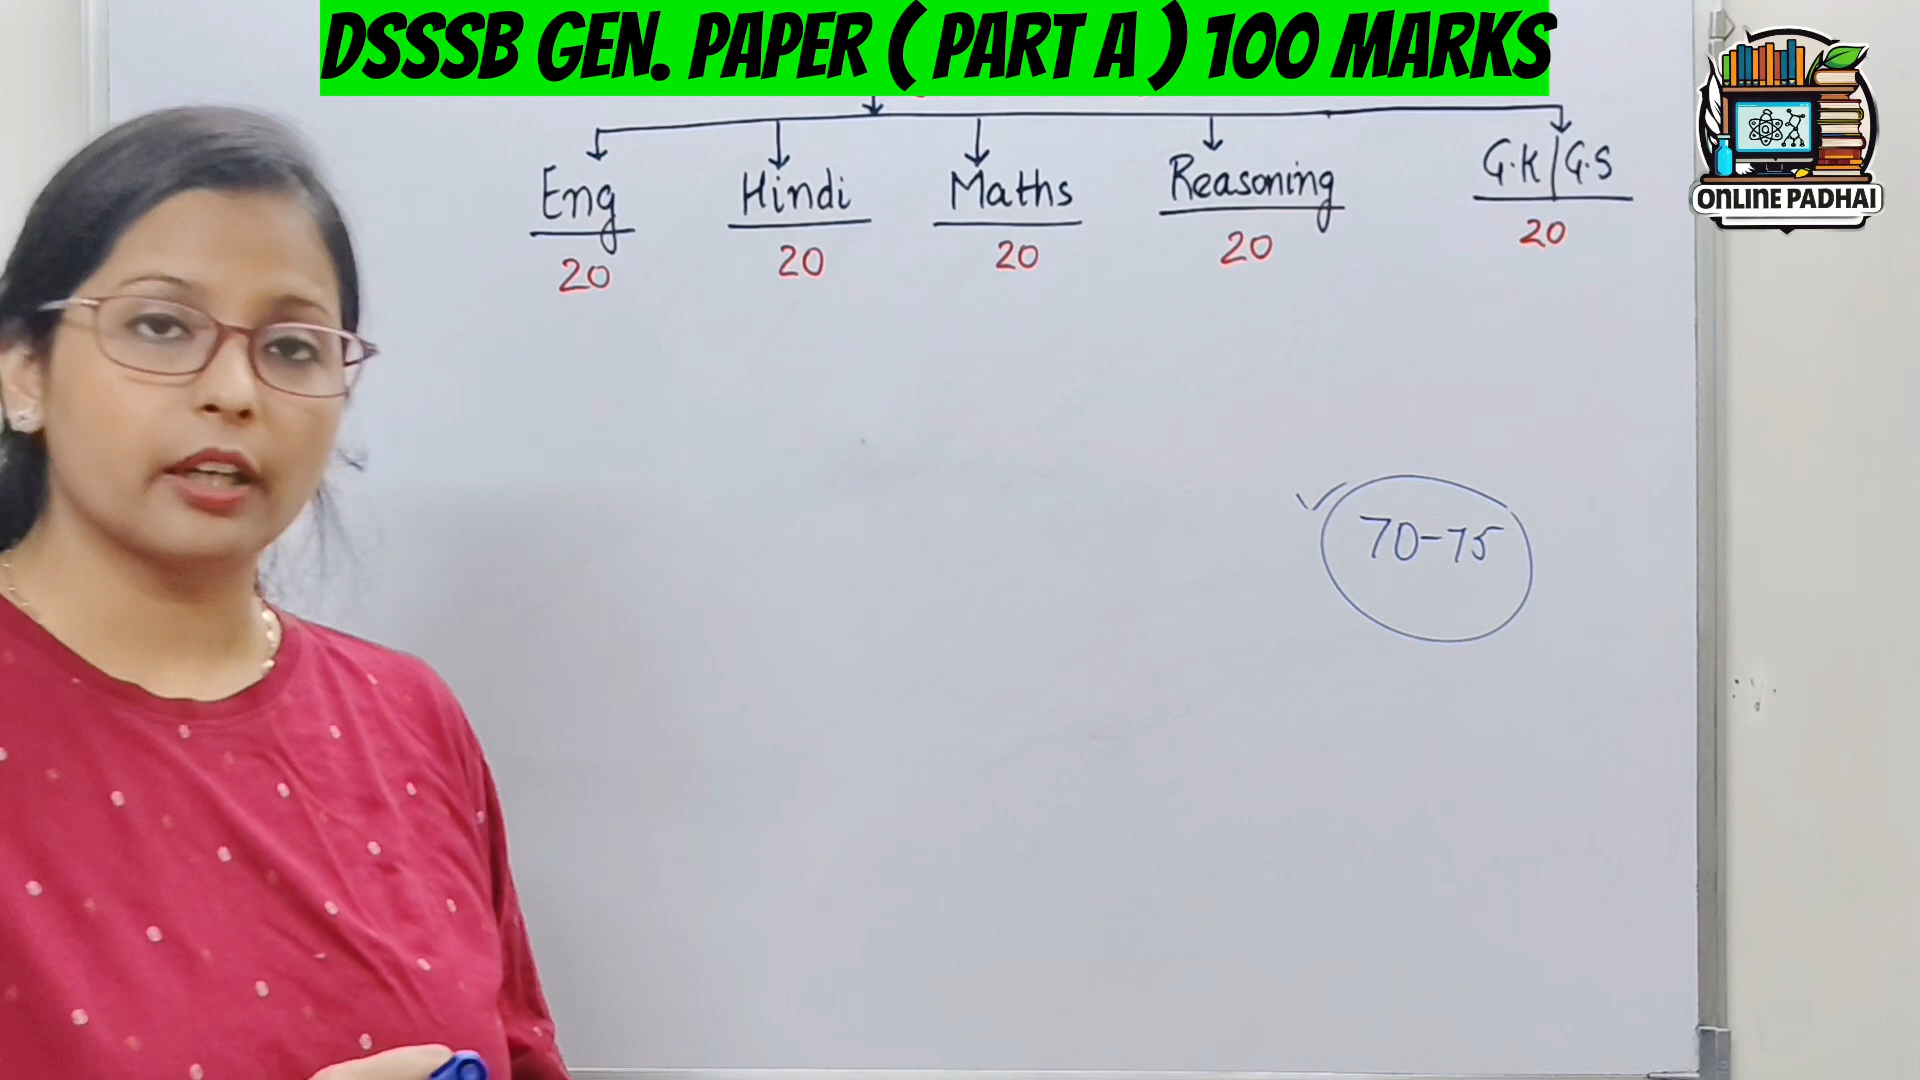 DSSSB GEN. PAPER ( PART A ) 100 MARKS
Eng Hindi Maths Reasoning G.K/G.S
20 20 20 20 20
70-75
ONLINE PADHAI